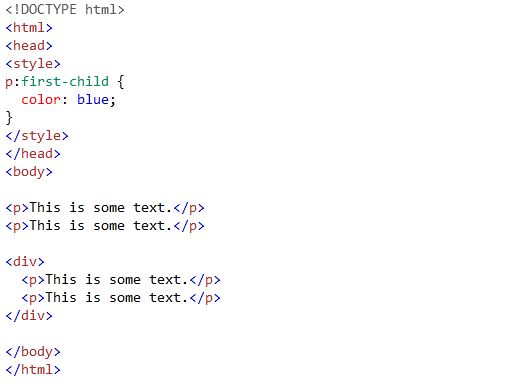 <!DOCTYPE html>
<html>
<head>
<style>
p:first-child {
  color: blue;
}
</style>
</head>
<body>

<p>This is some text.</p>
<p>This is some text.</p>

<div>
  <p>This is some text.</p>
  <p>This is some text.</p>
</div>

</body>
</html>